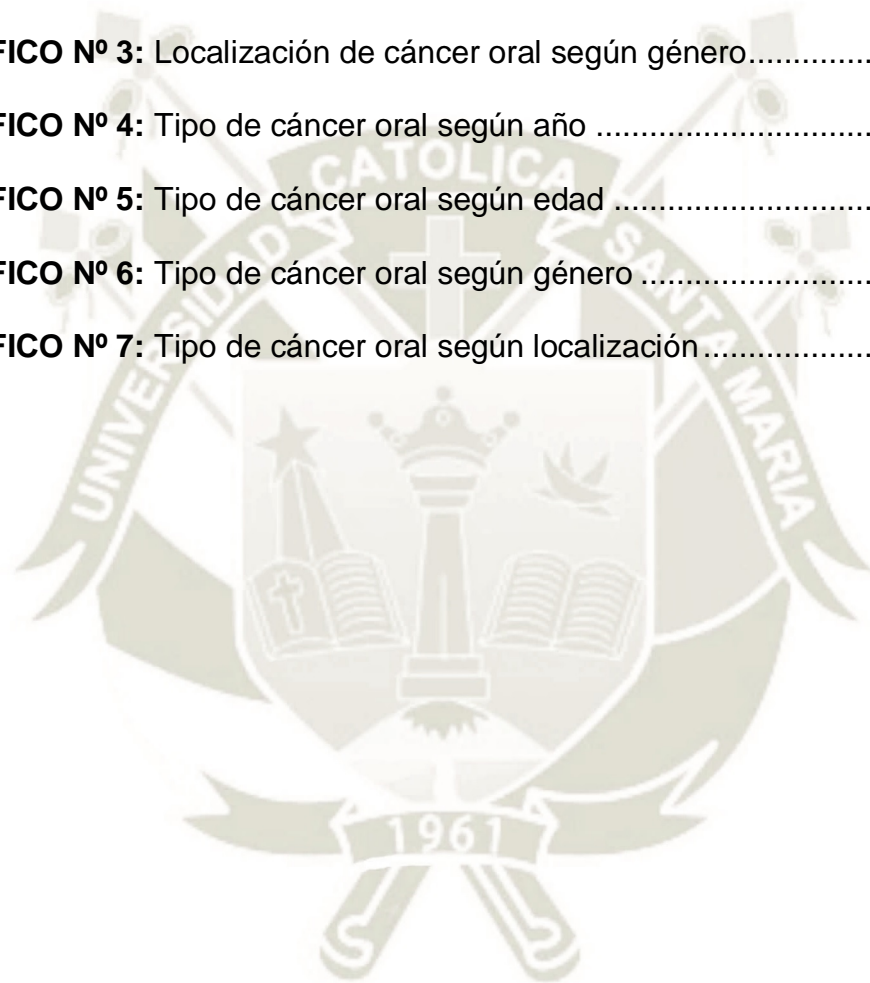 FICO Nº 3: Localización de cáncer oral según género..............
FICO Nº 4: Tipo de cáncer oral según año ...............................
FICO Nº 5: Tipo de cáncer oral según edad .............................
FICO Nº 6: Tipo de cáncer oral según género ..........................
FICO Nº 7: Tipo de cáncer oral según localización...................
UNIVERSIDAD CATOLICA SANTA MARIA
1961